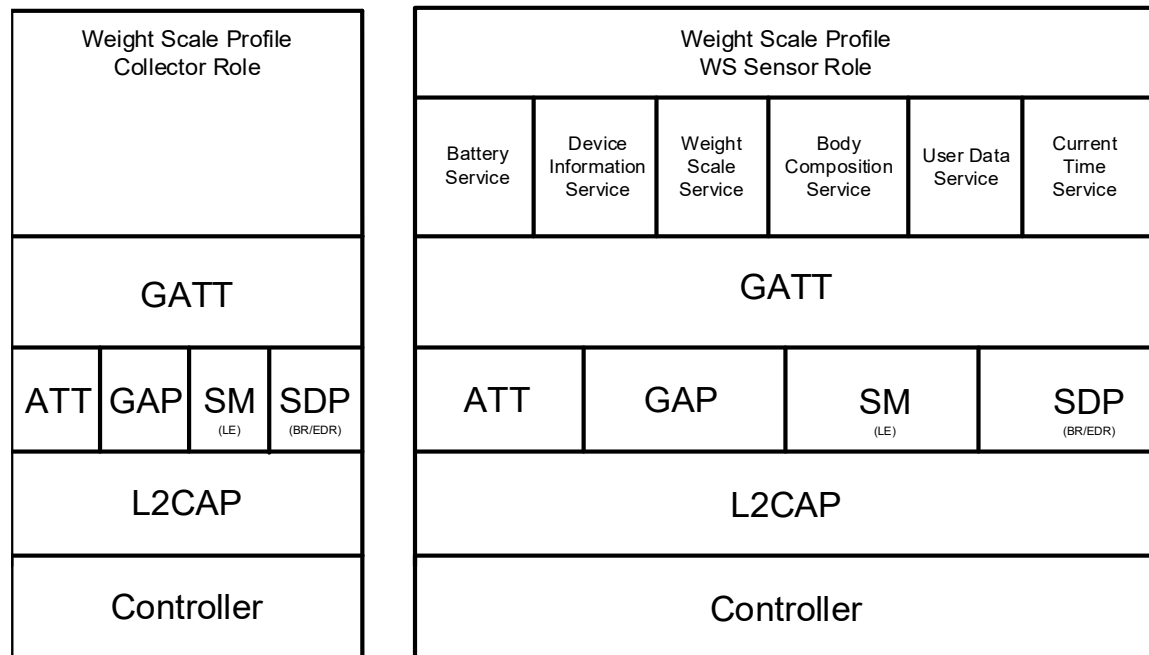 Weight Scale Profile
Collector Role
GATT
ATT
GAP
SM
(LE)
SDP
(BR/EDR)
L2CAP
Controller
Weight Scale Profile
WS Sensor Role
Battery
Service
Device
Information
Service
Weight
Scale
Service
Body
Composition
Service
User Data
Service
Current
Time
Service
GATT
ATT
GAP
SM
(LE)
SDP
(BR/EDR)
L2CAP
Controller